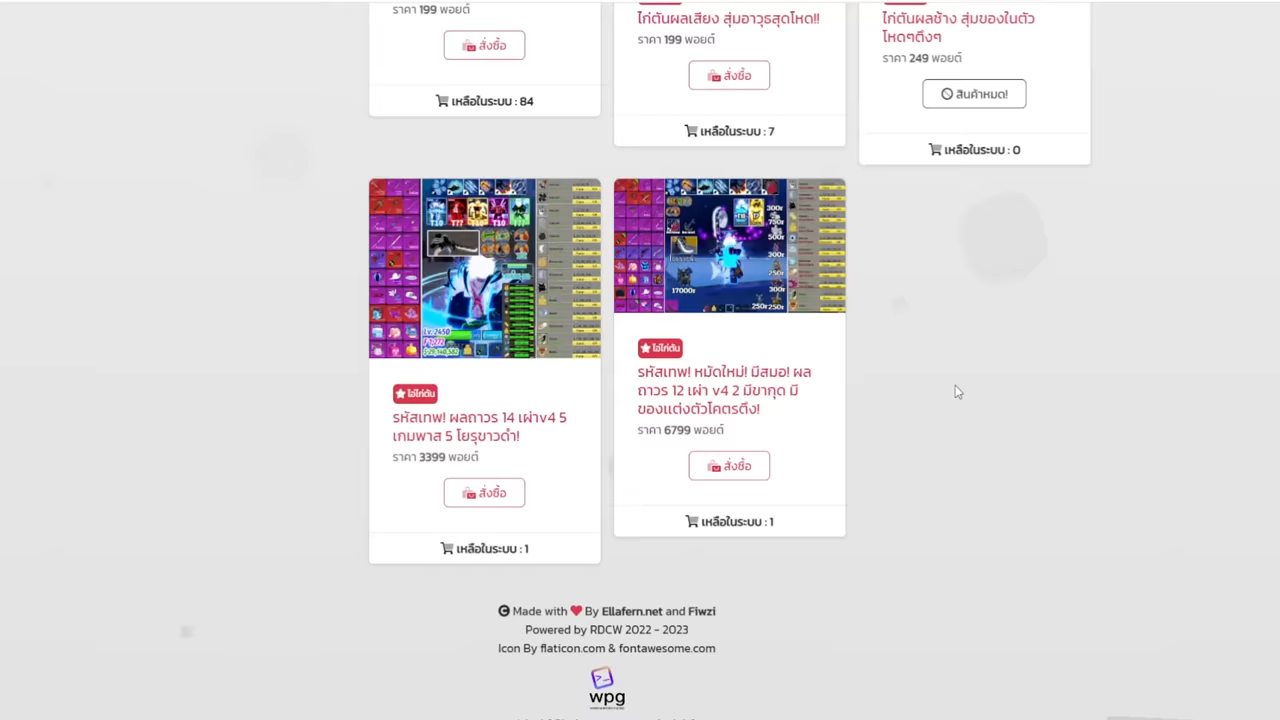 ราคา 199 พอยต์
สั่งซื้อ
เหลือในระบบ : 84
ไก่ตันผลเสียง สุ่มอาวุธสุดโหด!!
ราคา 199 พอยต์
สั่งซื้อ
เหลือในระบบ : 7
ไก่ตันผลช้าง สุ่มของในตัว
โหดๆตึงๆ
ราคา 249 พอยต์
สินค้าหมด!
เหลือในระบบ : 0
ไอ่ไก่ตัน
รหัสเทพ! ผลถาวร 14 เผ่าv4 5
เกมพาส 5 โยรุขาวดำ!
ราคา 3399 พอยต์
สั่งซื้อ
เหลือในระบบ : 1
17000r
ไอ่ไก่ตัน
รหัสเทพ! หมัดใหม่! มีสมอ! ผล
ถาวร 12 เผ่า v4 2 มีขากุด มี
ของแต่งตัวโคตรตึง!
ราคา 6799 พอยต์
สั่งซื้อ
เหลือในระบบ : 1
Made with ❤ By Ellafern.net and Fiwzi
Powered by RDCW 2022 - 2023
Icon By flaticon.com & fontawesome.com
wpg